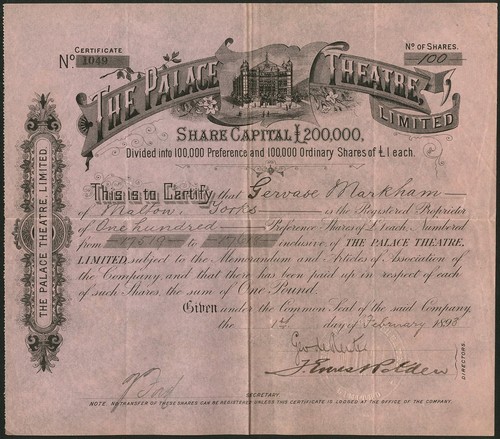 CERTIFICATE
No. 1049
No OF SHARES.
100
THE PALACE THEATRE, LIMITED
SHARE CAPITAL £200,000,
Divided into 100,000 Preference and 100,000 Ordinary Shares of £1 each.
This is to Certify that Gervase Markham
of Malton, Yorks is the Registered Proprietor
of One hundred Preference Shares of £1 each, Numbered
from to inclusive of THE PALACE THEATRE,
LIMITED, subject to the Memorandum and Articles of Association of
the Company, and that there has been paid up in respect of each
of such Shares, the sum of One Pound.
Given under the Common Seal of the said Company,
the 1st day of February 1898
DIRECTORS.
SECRETARY.
NOTE. NO TRANSFER OF THESE SHARES CAN BE REGISTERED UNLESS THIS CERTIFICATE IS LODGED AT THE OFFICE OF THE COMPANY.
THE PALACE THEATRE, LIMITED.